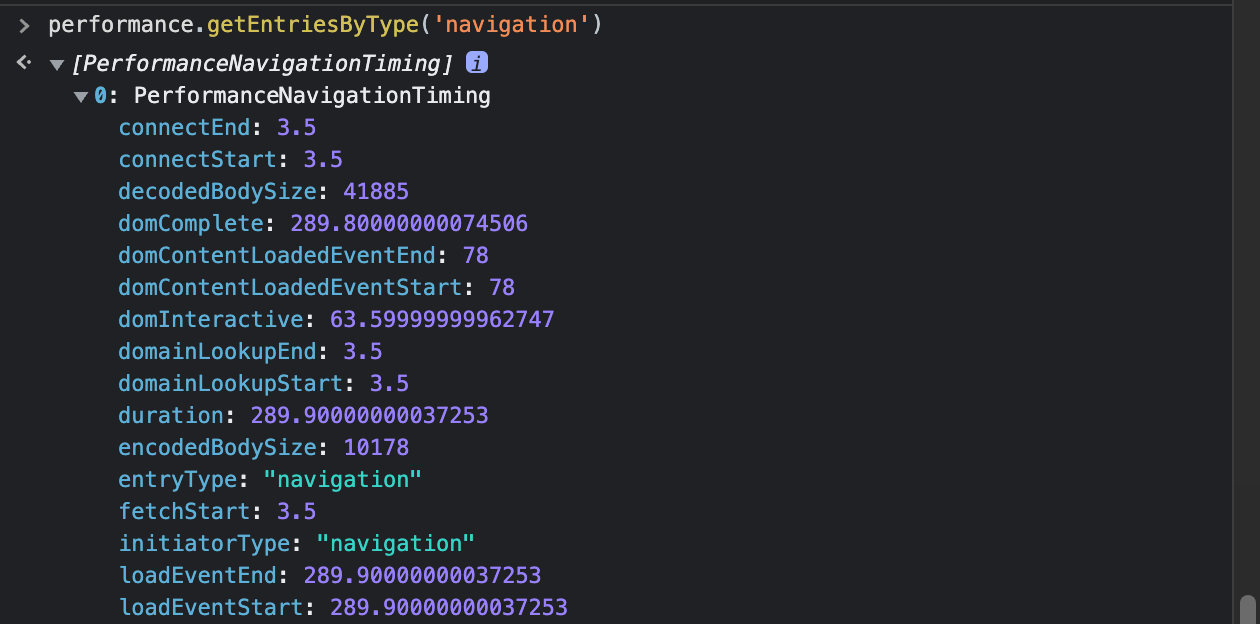 performance.getEntriesByType('navigation')
[PerformanceNavigationTiming] i
0: PerformanceNavigationTiming
connectEnd: 3.5
connectStart: 3.5
decodedBodySize: 41885
domComplete: 289.80000000074506
domContentLoadedEventEnd: 78
domContentLoadedEventStart: 78
domInteractive: 63.59999999962747
domainLookupEnd: 3.5
domainLookupStart: 3.5
duration: 289.90000000037253
encodedBodySize: 10178
entryType: "navigation"
fetchStart: 3.5
initiatorType: "navigation"
loadEventEnd: 289.90000000037253
loadEventStart: 289.90000000037253